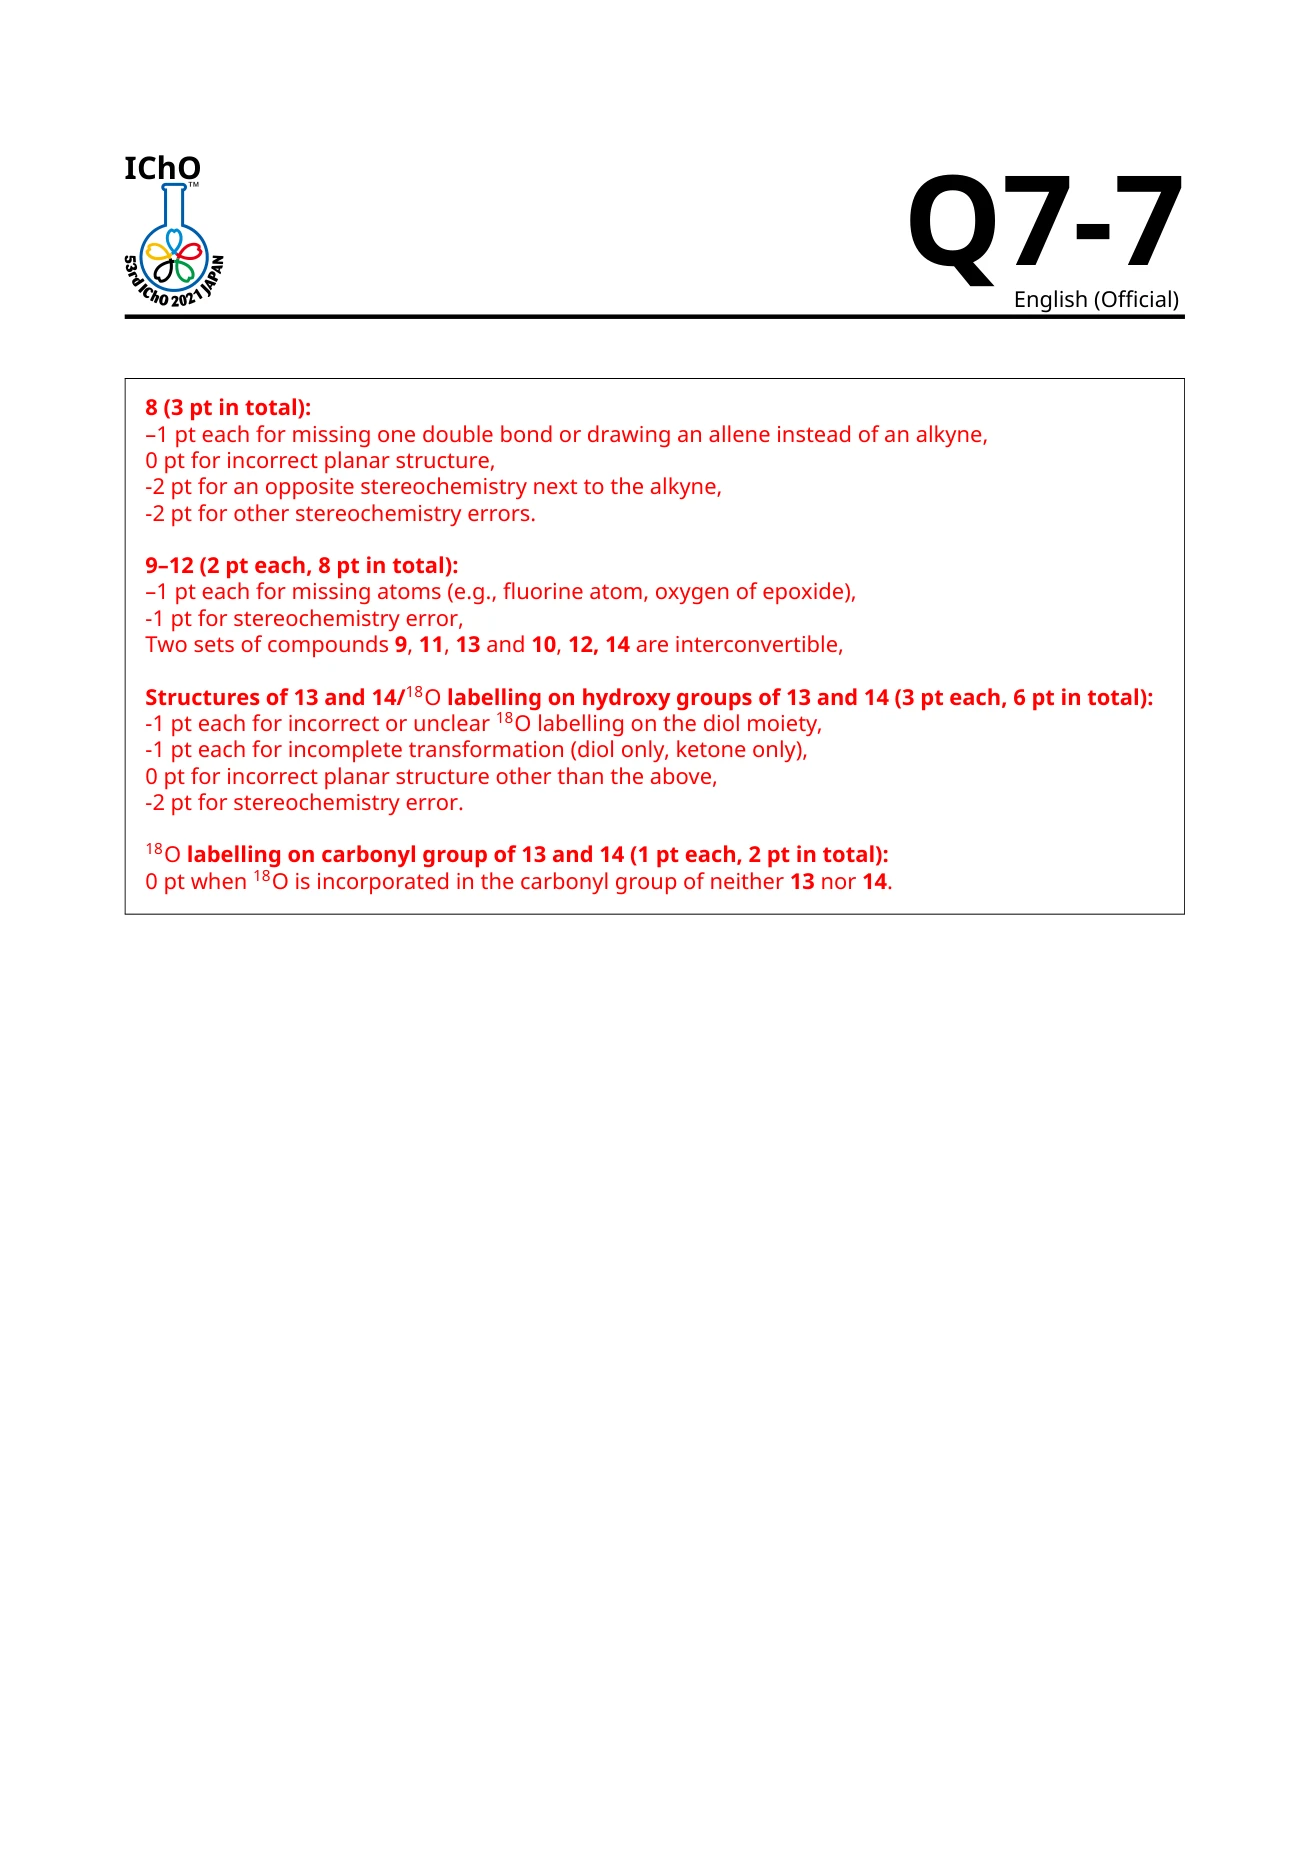 IChO
TM
53rd IChO 2021 JAPAN
Q7-7
English (Official)
8 (3 pt in total):
–1 pt each for missing one double bond or drawing an allene instead of an alkyne,
0 pt for incorrect planar structure,
-2 pt for an opposite stereochemistry next to the alkyne,
-2 pt for other stereochemistry errors.
9–12 (2 pt each, 8 pt in total):
–1 pt each for missing atoms (e.g., fluorine atom, oxygen of epoxide),
-1 pt for stereochemistry error,
Two sets of compounds 9, 11, 13 and 10, 12, 14 are interconvertible,
Structures of 13 and 14/¹⁸O labelling on hydroxy groups of 13 and 14 (3 pt each, 6 pt in total):
-1 pt each for incorrect or unclear ¹⁸O labelling on the diol moiety,
-1 pt each for incomplete transformation (diol only, ketone only),
0 pt for incorrect planar structure other than the above,
-2 pt for stereochemistry error.
¹⁸O labelling on carbonyl group of 13 and 14 (1 pt each, 2 pt in total):
0 pt when ¹⁸O is incorporated in the carbonyl group of neither 13 nor 14.